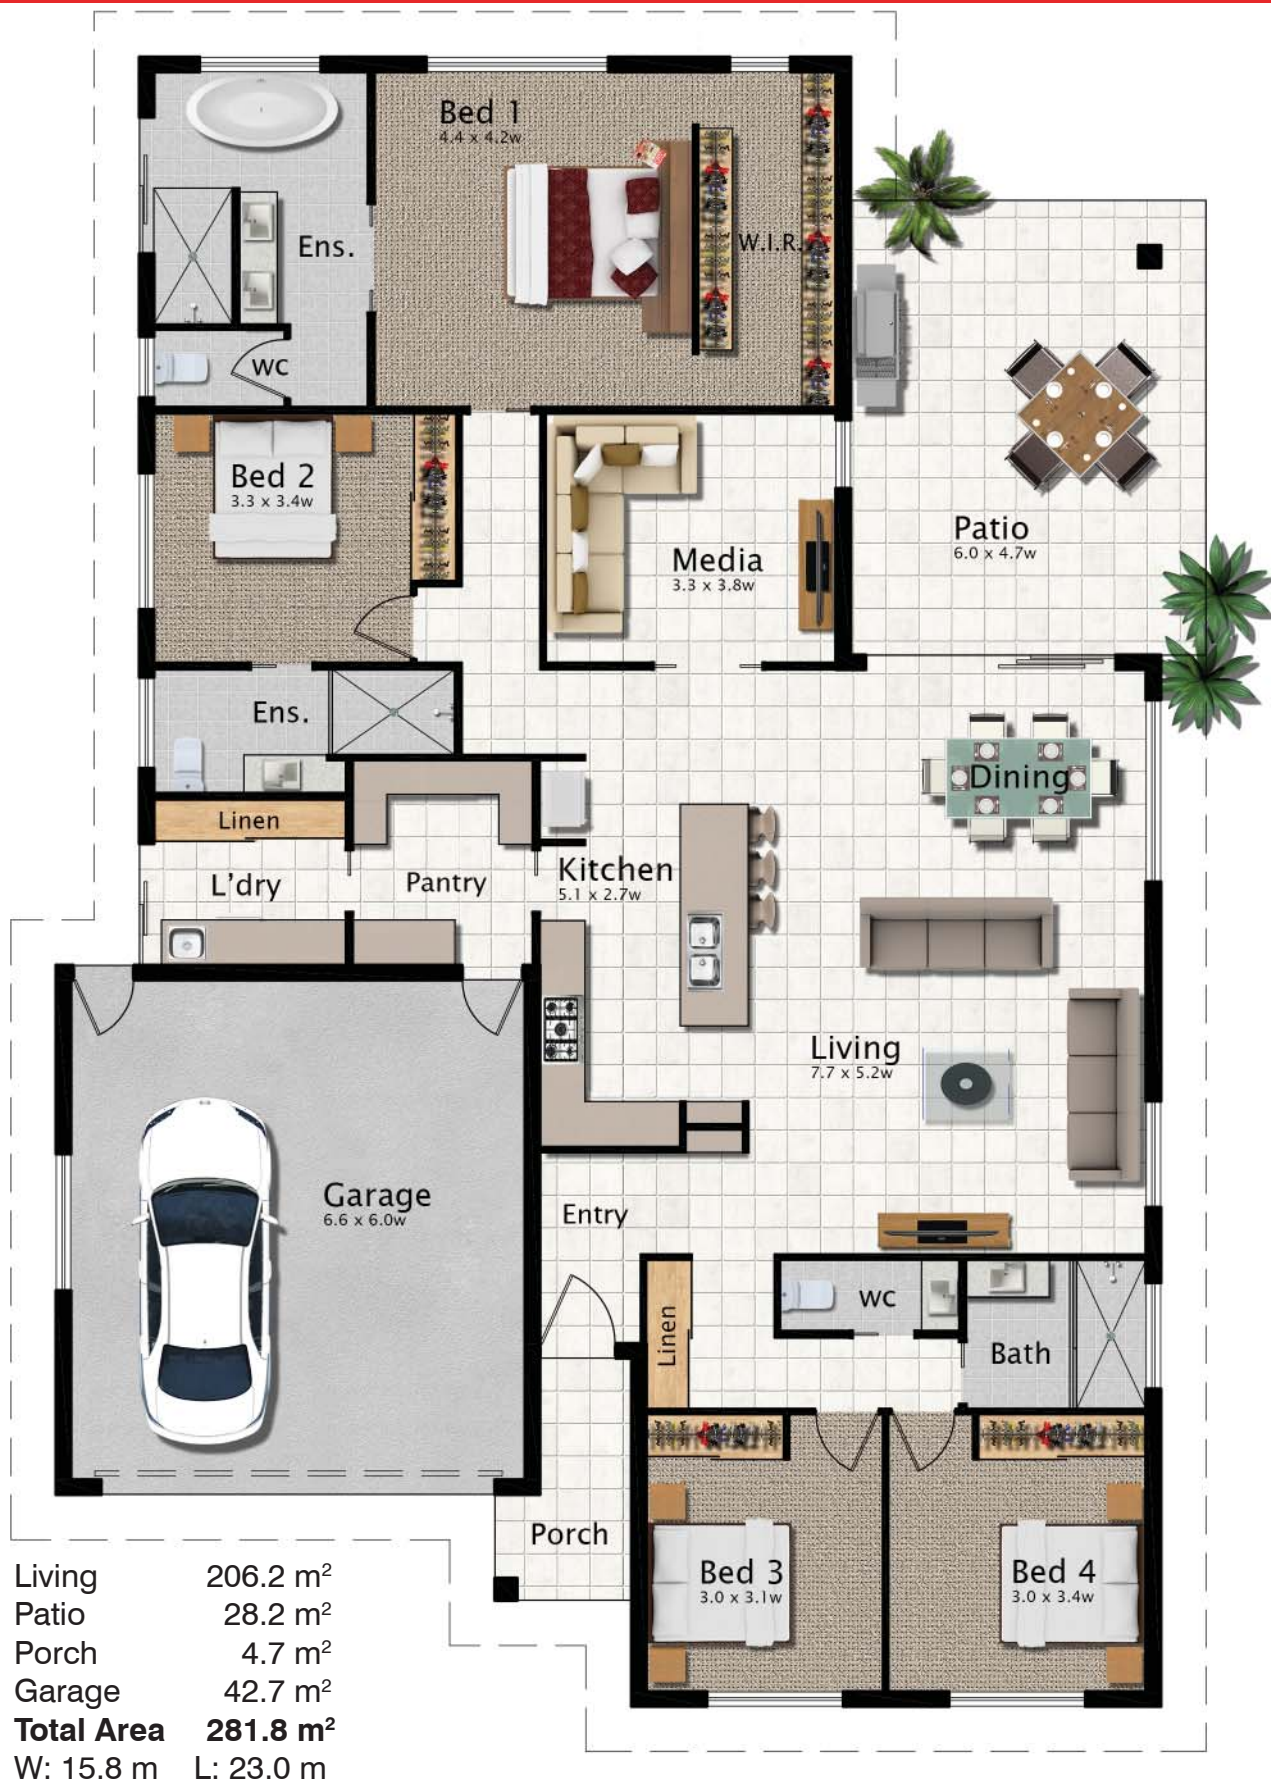 Bed 1
4.4 x 4.2w
Ens.
W.I.R.
wc
Bed 2
3.3 x 3.4w
Media
3.3 x 3.8w
Patio
6.0 x 4.7w
Ens.
Dining
Linen
L'dry
Pantry
Kitchen
5.1 x 2.7w
Living
7.7 x 5.2w
Garage
6.6 x 6.0w
Entry
wc
Linen
Bath
Porch
Bed 3
3.0 x 3.1w
Bed 4
3.0 x 3.4w
Living 206.2 m²
Patio 28.2 m²
Porch 4.7 m²
Garage 42.7 m²
Total Area 281.8 m²
W: 15.8 m L: 23.0 m